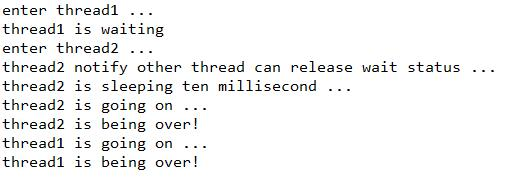 enter thread1 ...
thread1 is waiting
enter thread2 ...
thread2 notify other thread can release wait status ...
thread2 is sleeping ten millisecond ...
thread2 is going on ...
thread2 is being over!
thread1 is going on ...
thread1 is being over!